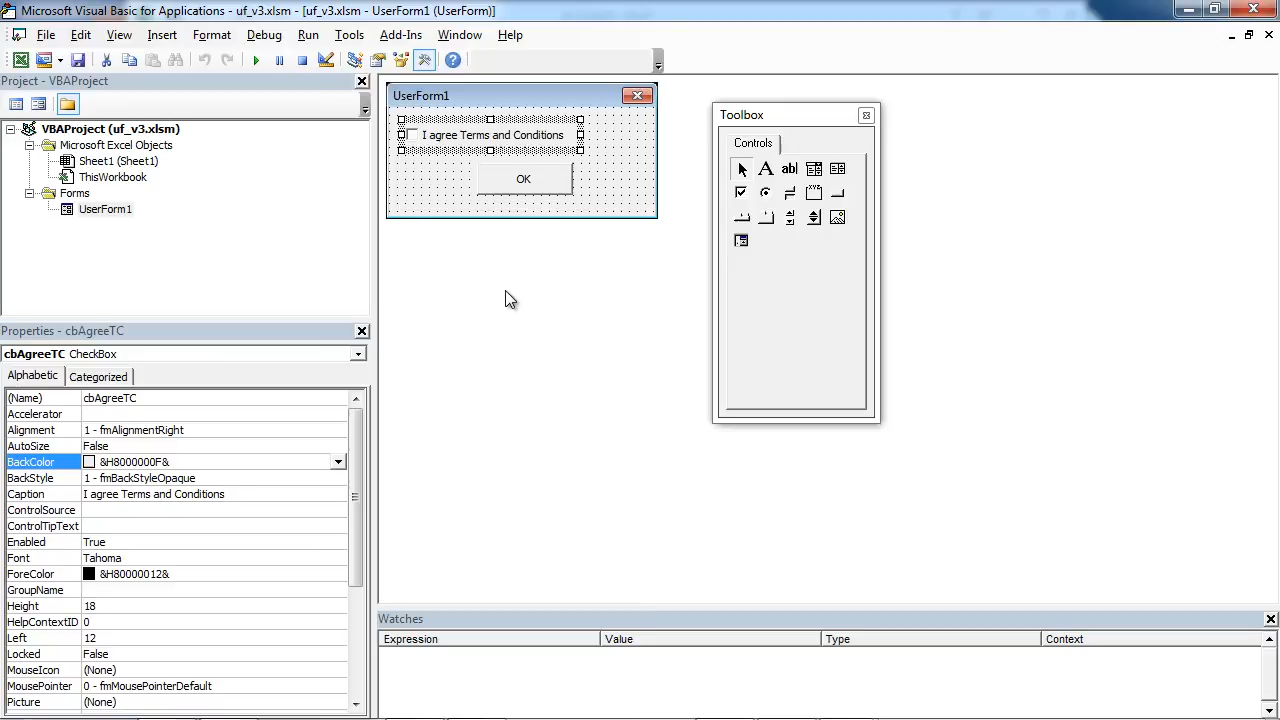 Microsoft Visual Basic for Applications - uf_v3.xlsm - [uf_v3.xlsm - UserForm1 (UserForm)]
File Edit View Insert Format Debug Run Tools Add-Ins Window Help
Project - VBAProject
VBAProject (uf_v3.xlsm)
Microsoft Excel Objects
Sheet1 (Sheet1)
ThisWorkbook
Forms
UserForm1
Properties - cbAgreeTC
cbAgreeTC CheckBox
Alphabetic Categorized
(Name) cbAgreeTC
Accelerator
Alignment 1 - fmAlignmentRight
AutoSize False
BackColor &H8000000F&
BackStyle 1 - fmBackStyleOpaque
Caption I agree Terms and Conditions
ControlSource
ControlTipText
Enabled True
Font Tahoma
ForeColor &H80000012&
GroupName
Height 18
HelpContextID 0
Left 12
Locked False
MouseIcon (None)
MousePointer 0 - fmMousePointerDefault
Picture (None)
UserForm1
I agree Terms and Conditions
OK
Toolbox
Controls
A ab
Watches
Expression Value Type Context